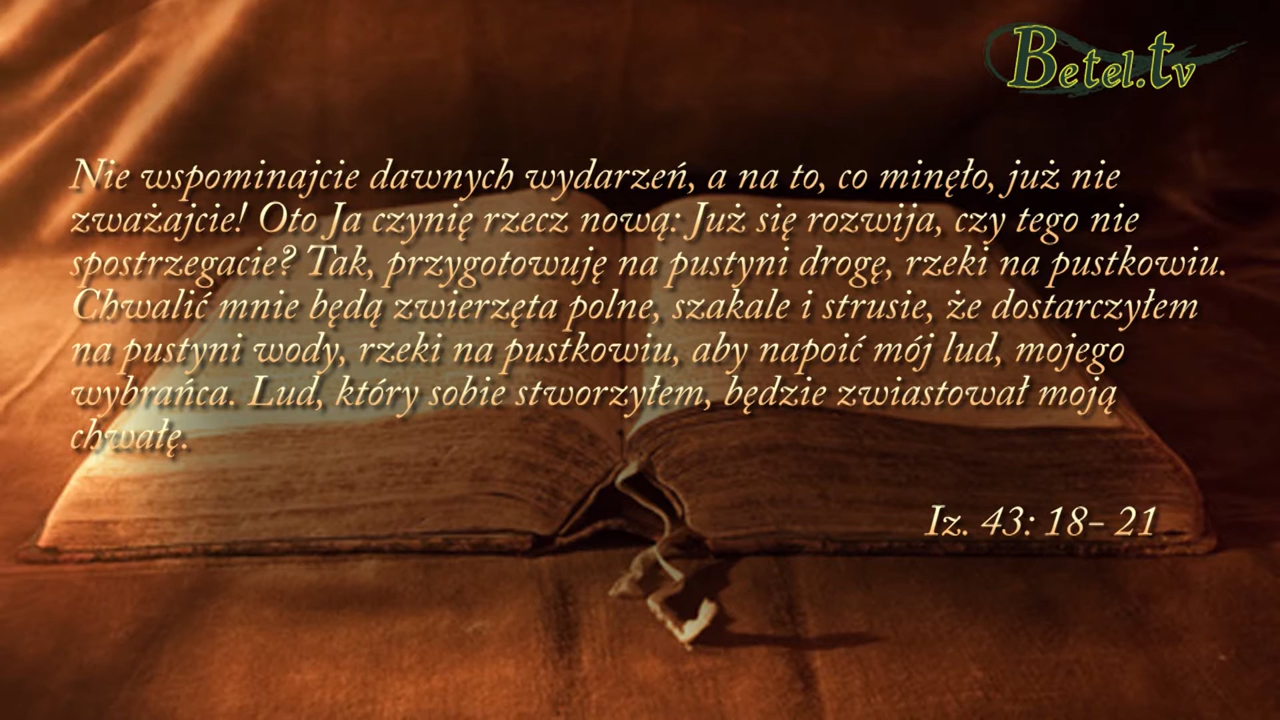 Betel.tv
Nie wspominajcie dawnych wydarzeń, a na to, co minęło, już nie
zważajcie! Oto Ja czynię rzecz nową: Już się rozwija, czy tego nie
spostrzegacie? Tak, przygotowuję na pustyni drogę, rzeki na pustkowiu.
Chwalić mnie będą zwierzęta polne, szakale i strusie, że dostarczyłem
na pustyni wody, rzeki na pustkowiu, aby napoić mój lud, mojego
wybrańca. Lud, który sobie stworzyłem, będzie zwiastował moją
chwałę.
Iz. 43: 18- 21